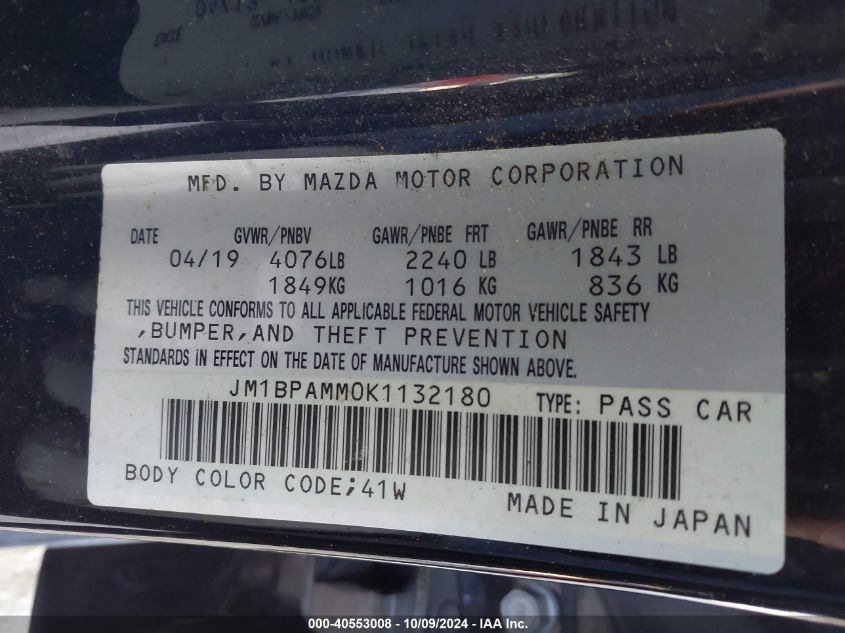 MFD. BY MAZDA MOTOR CORPORATION
DATE GVWR/PNBV GAWR/PNBE FRT GAWR/PNBE RR
04/19 4076LB 2240 LB 1843 LB
1849KG 1016 KG 836 KG
THIS VEHICLE CONFORMS TO ALL APPLICABLE FEDERAL MOTOR VEHICLE SAFETY
,BUMPER,AND THEFT PREVENTION
STANDARDS iN EFFECT ON THE DATE OF MANUFACTURE SHOWN ABOVE.
JM1BPAMM0K1132180 TYPE: PASS CAR
BODY COLOR CODE;41W
MADE IN JAPAN
000-40553008 - 10/09/2024 - IAA Inc.